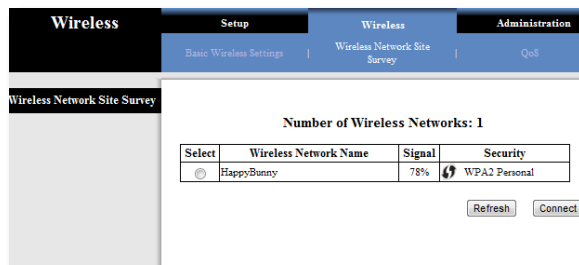 Wireless
Setup
Wireless
Administration
Basic Wireless Settings | Wireless Network Site Survey | QoS
Wireless Network Site Survey
Number of Wireless Networks: 1
Select Wireless Network Name Signal Security
HappyBunny 78% WPA2 Personal
Refresh Connect